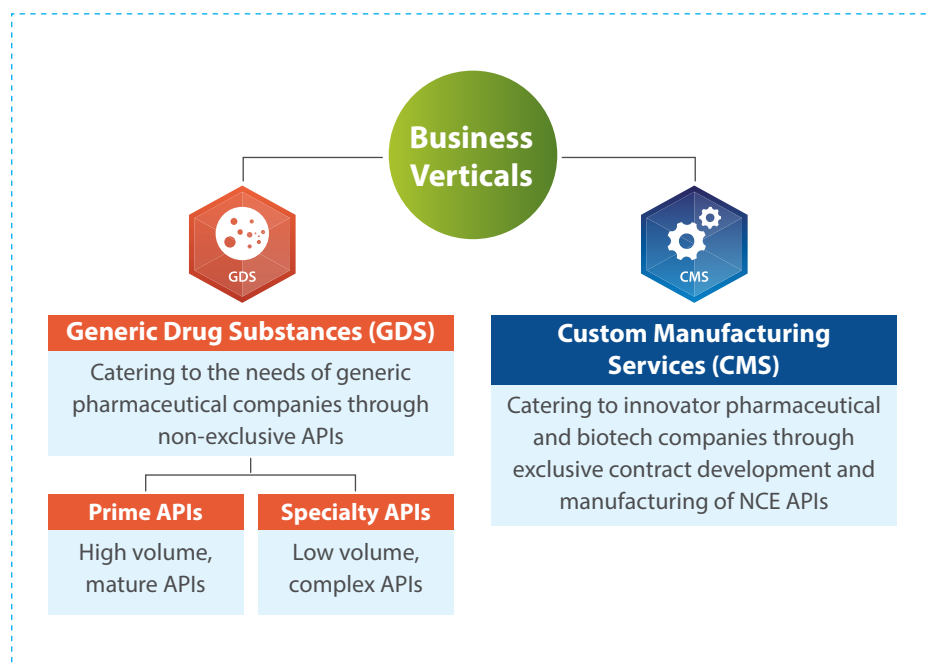 Business
Verticals
GDS
CMS
Generic Drug Substances (GDS)
Catering to the needs of generic
pharmaceutical companies through
non-exclusive APIs
Prime APIs
High volume,
mature APIs
Specialty APIs
Low volume,
complex APIs
Custom Manufacturing
Services (CMS)
Catering to innovator pharmaceutical
and biotech companies through
exclusive contract development and
manufacturing of NCE APIs